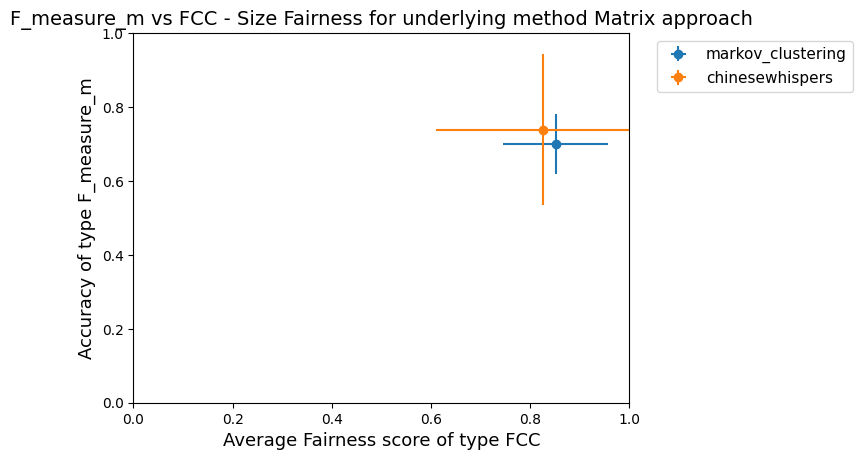 F_measure_m vs FCC - Size Fairness for underlying method Matrix approach
markov_clustering
chinesewhispers
Accuracy of type F_measure_m
1.0
0.8
0.6
0.4
0.2
0.0
0.0 0.2 0.4 0.6 0.8 1.0
Average Fairness score of type FCC